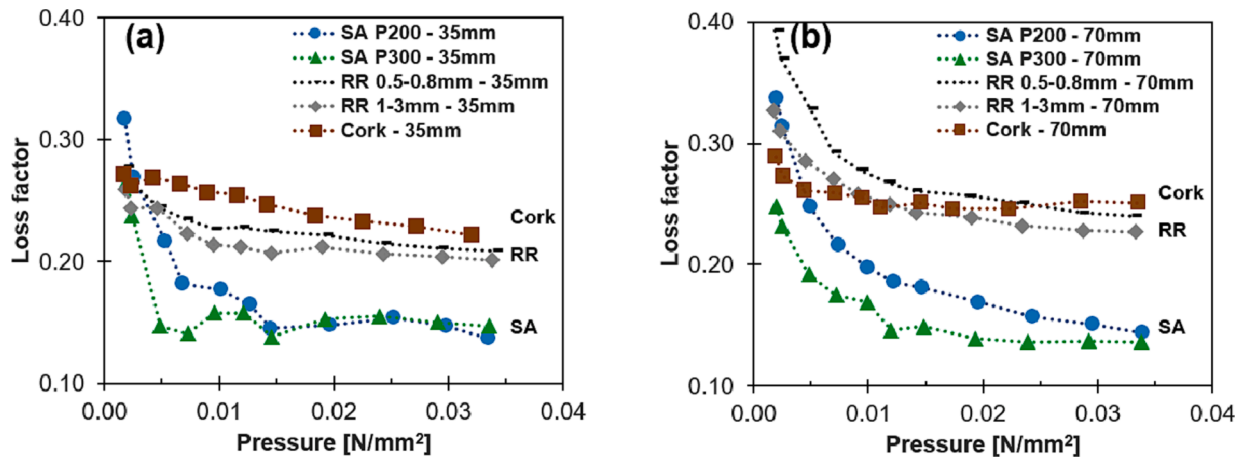 (a)
SA P200 - 35mm
SA P300 - 35mm
RR 0.5-0.8mm - 35mm
RR 1-3mm - 35mm
Cork - 35mm
Loss factor
0.40
0.30
0.20
0.10
Cork
RR
SA
0.00 0.01 0.02 0.03 0.04
Pressure [N/mm²]
(b)
SA P200 - 70mm
SA P300 - 70mm
RR 0.5-0.8mm - 70mm
RR 1-3mm - 70mm
Cork - 70mm
Loss factor
0.40
0.30
0.20
0.10
Cork
RR
SA
0.00 0.01 0.02 0.03 0.04
Pressure [N/mm²]